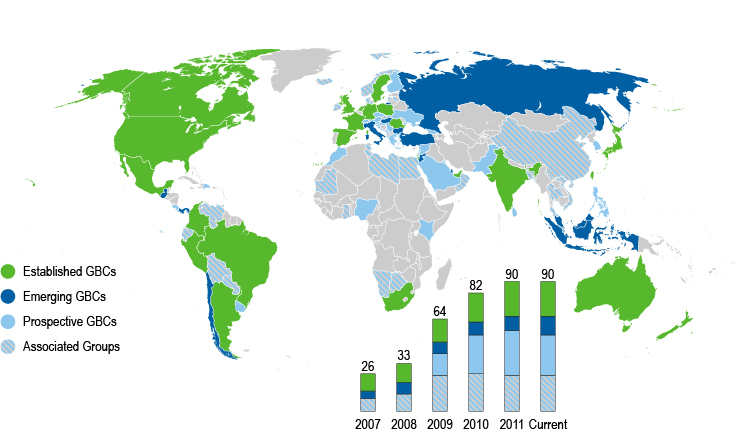 Established GBCs
Emerging GBCs
Prospective GBCs
Associated Groups
26
33
64
82
90
90
2007
2008
2009
2010
2011
Current